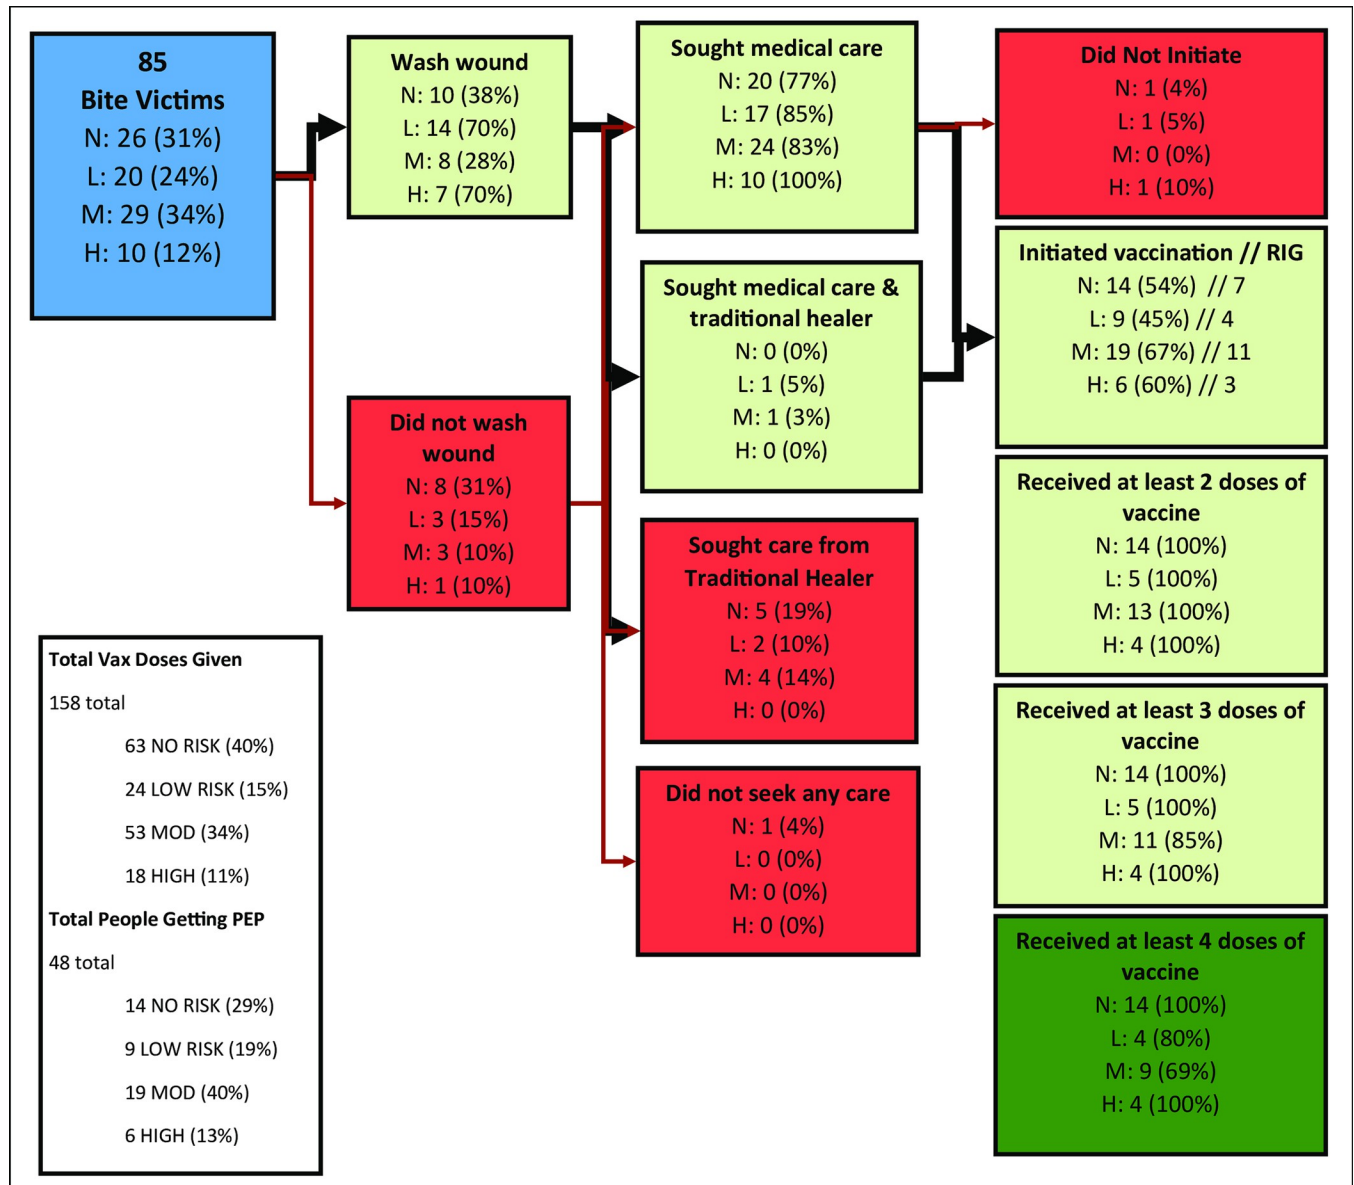 85
Bite Victims
N: 26 (31%)
L: 20 (24%)
M: 29 (34%)
H: 10 (12%)
Wash wound
N: 10 (38%)
L: 14 (70%)
M: 8 (28%)
H: 7 (70%)
Did not wash
wound
N: 8 (31%)
L: 3 (15%)
M: 3 (10%)
H: 1 (10%)
Sought medical care
N: 20 (77%)
L: 17 (85%)
M: 24 (83%)
H: 10 (100%)
Sought medical care &
traditional healer
N: 0 (0%)
L: 1 (5%)
M: 1 (3%)
H: 0 (0%)
Sought care from
Traditional Healer
N: 5 (19%)
L: 2 (10%)
M: 4 (14%)
H: 0 (0%)
Did not seek any care
N: 1 (4%)
L: 0 (0%)
M: 0 (0%)
H: 0 (0%)
Did Not Initiate
N: 1 (4%)
L: 1 (5%)
M: 0 (0%)
H: 1 (10%)
Initiated vaccination // RIG
N: 14 (54%) // 7
L: 9 (45%) // 4
M: 19 (67%) // 11
H: 6 (60%) // 3
Received at least 2 doses of
vaccine
N: 14 (100%)
L: 5 (100%)
M: 13 (100%)
H: 4 (100%)
Received at least 3 doses of
vaccine
N: 14 (100%)
L: 5 (100%)
M: 11 (85%)
H: 4 (100%)
Received at least 4 doses of
vaccine
N: 14 (100%)
L: 4 (80%)
M: 9 (69%)
H: 4 (100%)
Total Vax Doses Given
158 total
63 NO RISK (40%)
24 LOW RISK (15%)
53 MOD (34%)
18 HIGH (11%)
Total People Getting PEP
48 total
14 NO RISK (29%)
9 LOW RISK (19%)
19 MOD (40%)
6 HIGH (13%)